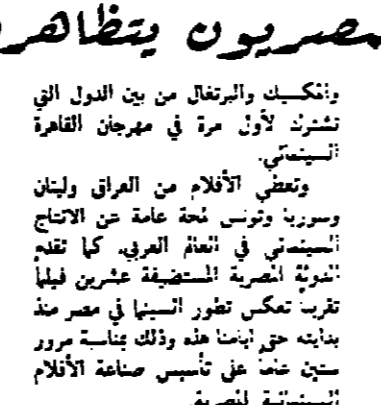 مصريون يتظاهر
والمكسيك والبرتغال من بين الدول التي
تشترك لأول مرة في مهرجان القاهرة
السينمائي.
وتعطي الأفلام من العراق ولبنان
وسوريا وتونس لمحة عامة عن الانتاج
السينمائي في العالم العربي. كما تقدم
الدولة المصرية المستضيفة عشرين فيلما
تقريبا تعكس تطور السينما في مصر منذ
بدايته حتى ايامنا هذه وذلك بمناسبة مرور
ستين عاما على تأسيس صناعة الأفلام
السينمائية المصرية.